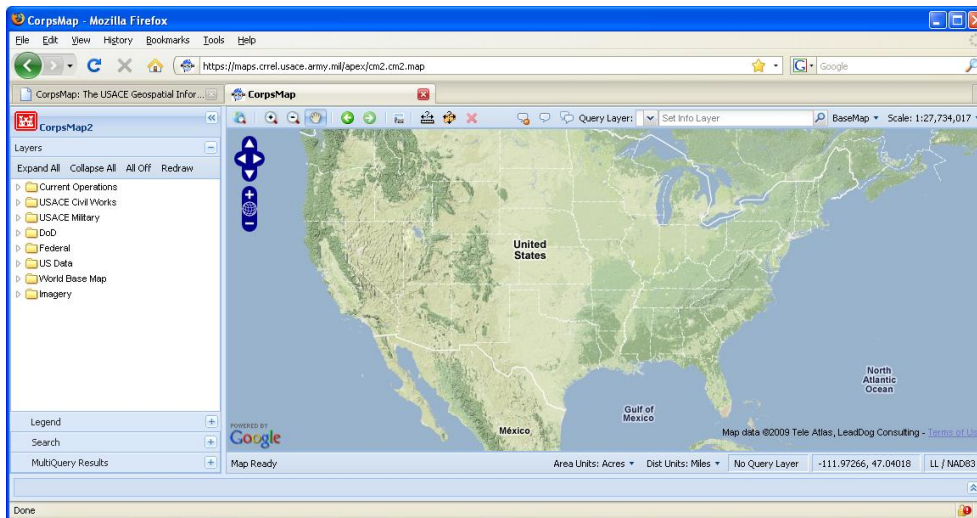 CorpsMap - Mozilla Firefox
File Edit View History Bookmarks Tools Help
https://maps.crrel.usace.army.mil/apex/cm2.cm2.map
Google
CorpsMap: The USACE Geospatial Infor...
CorpsMap
CorpsMap2
Query Layer: Set Info Layer BaseMap Scale: 1:27,734,017
Layers
Expand All Collapse All All Off Redraw
Current Operations
USACE Civil Works
USACE Military
DoD
Federal
US Data
World Base Map
Imagery
United
States
North
Atlantic
Ocean
Gulf of
Mexico
México
POWERED BY
Google
Map data ©2009 Tele Atlas, LeadDog Consulting - Terms of Us
Legend
Search
MultiQuery Results
Map Ready Area Units: Acres Dist Units: Miles No Query Layer -111.97266, 47.04018 LL / NAD83
Done